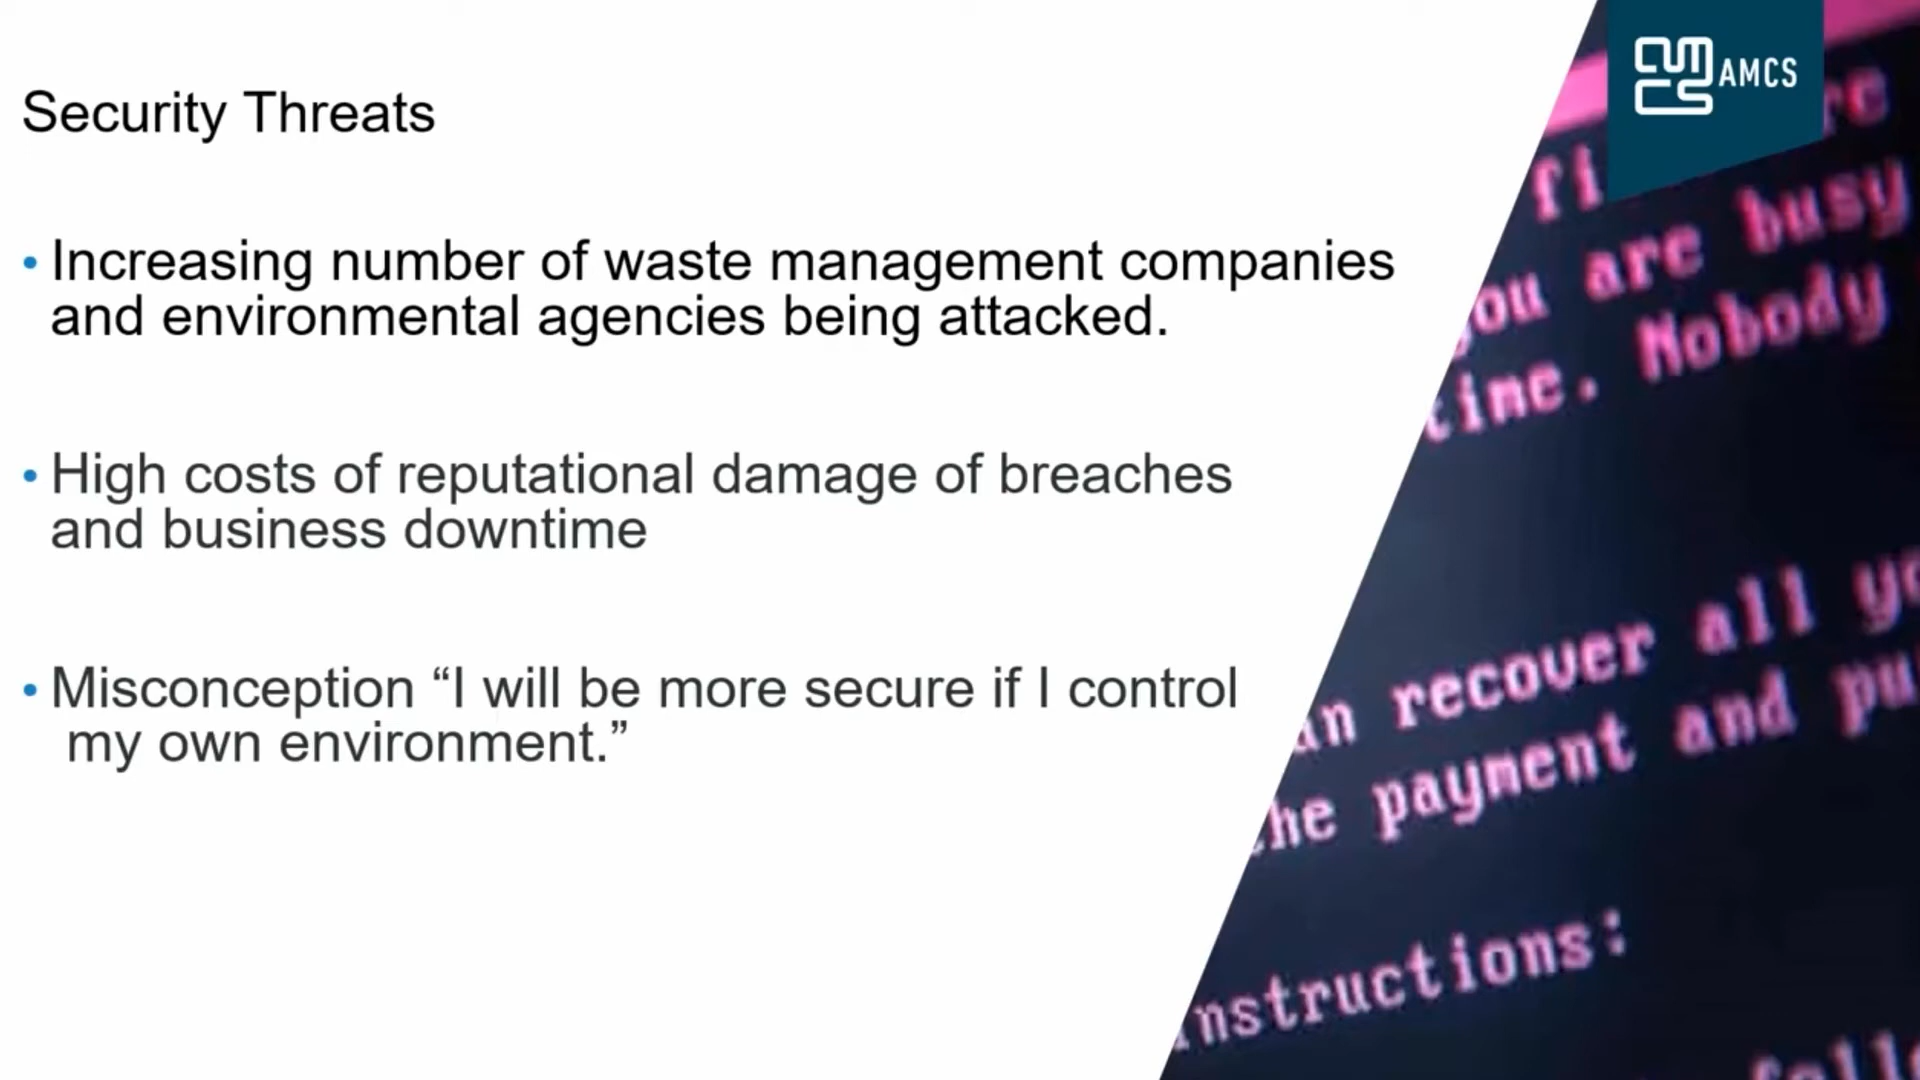 Security Threats
• Increasing number of waste management companies
and environmental agencies being attacked.
• High costs of reputational damage of breaches
and business downtime
• Misconception “I will be more secure if I control
my own environment.”
AMCS
are busy
time. Nobody
recover all
payment and